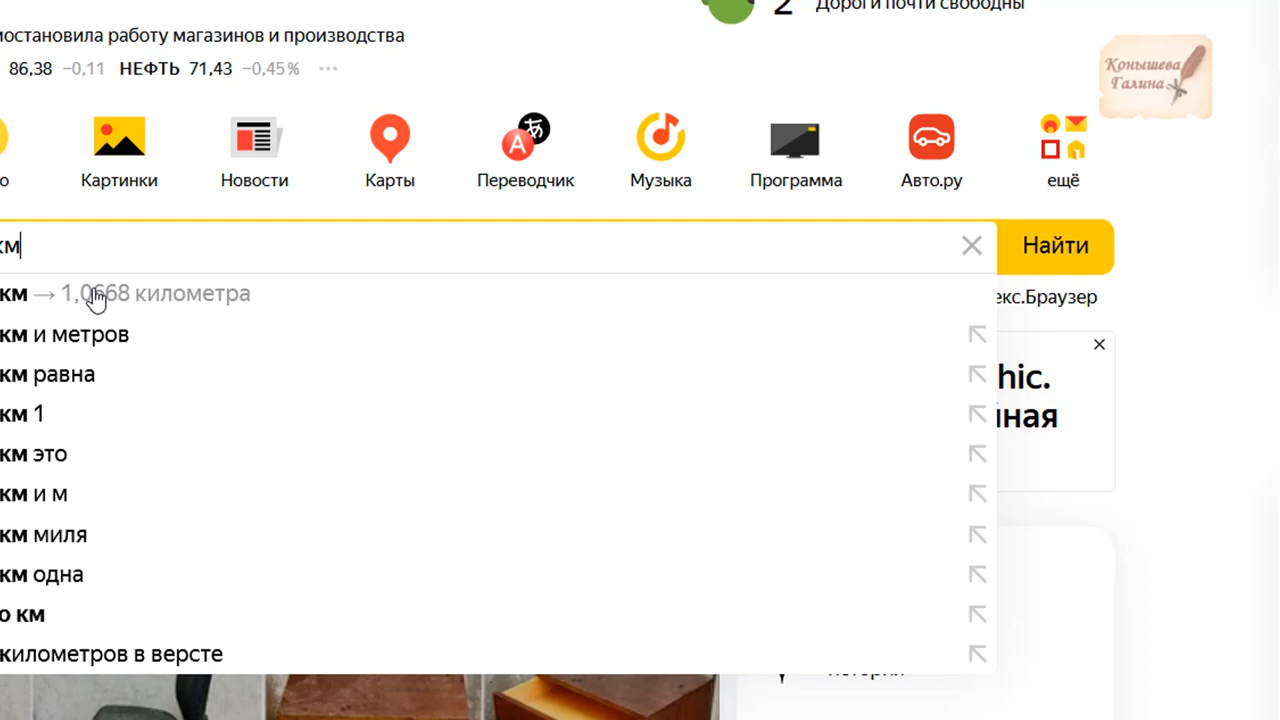 2 Дороги почти свободны
иостановила работу магазинов и производства
86,38 −0,11 НЕФТЬ 71,43 −0,45% •••
Конышева
Галина
о Картинки Новости Карты Переводчик Музыка Программа Авто.ру ещё
км Найти
км → 1,0668 километра
екс.Браузер
км и метров
км равна
hic.
км 1
йная
км это
км и м
км миля
км одна
о км
километров в версте